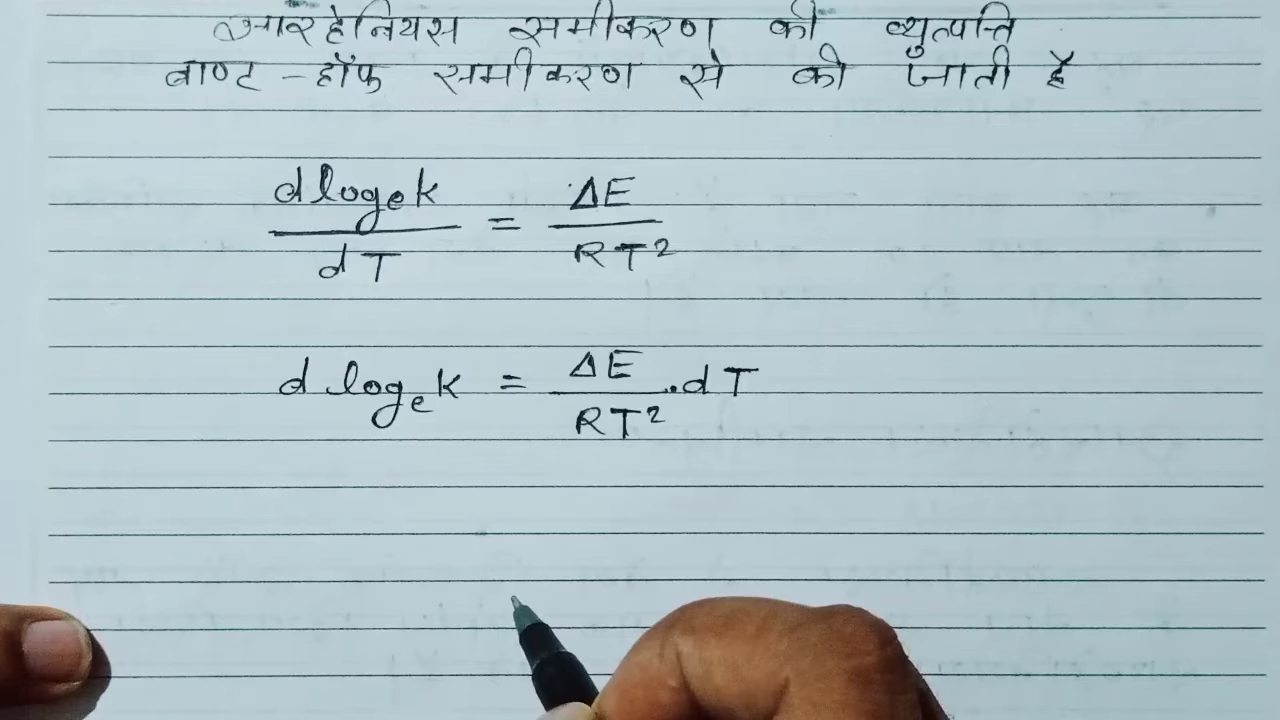 आरहेनियस समीकरण की व्युत्पत्ति
वाण्ट - हॉफ समीकरण से की जाती है
d logₑk / dT = ΔE / RT²
d logₑk = ΔE / RT² . dT